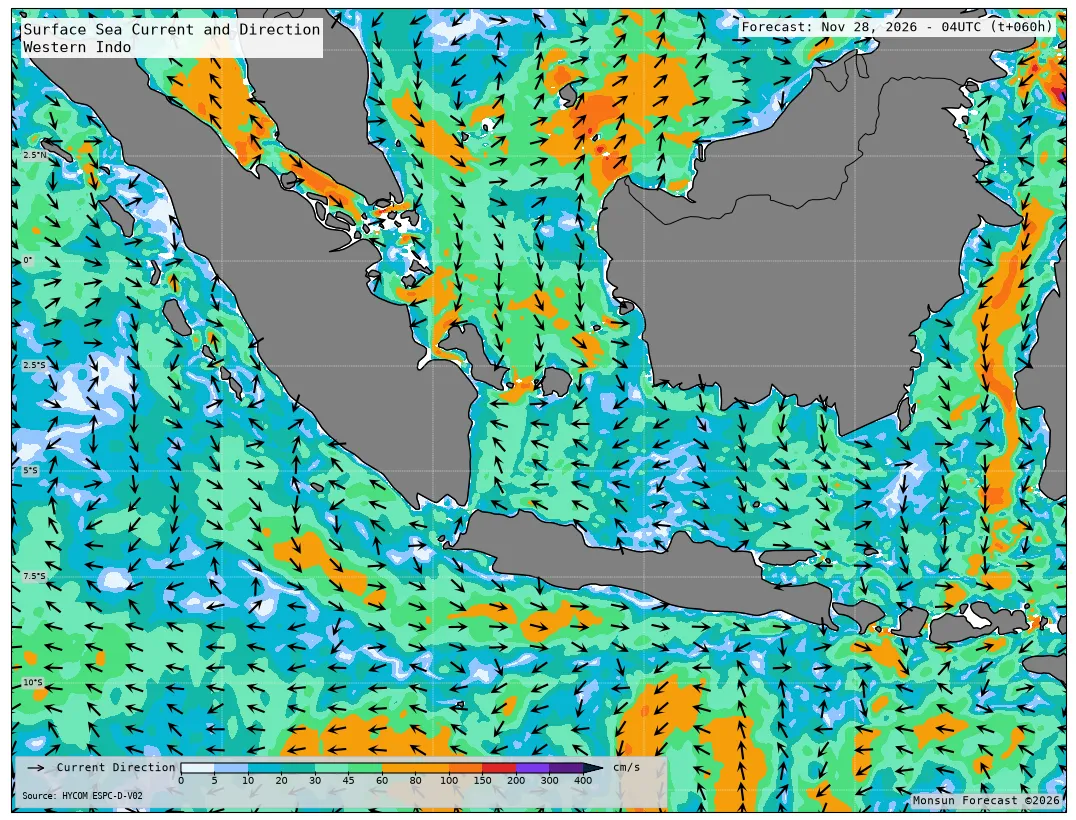 Surface Sea Current and Direction
Western Indo
Forecast: Nov 28, 2026 - 04UTC (t+060h)
2.5°N
0°
2.5°S
5°S
7.5°S
10°S
Current Direction
0 5 10 20 30 45 60 80 100 150 200 300 400
cm/s
Source: HYCOM ESPC-D-V02
Monsun Forecast ©2026